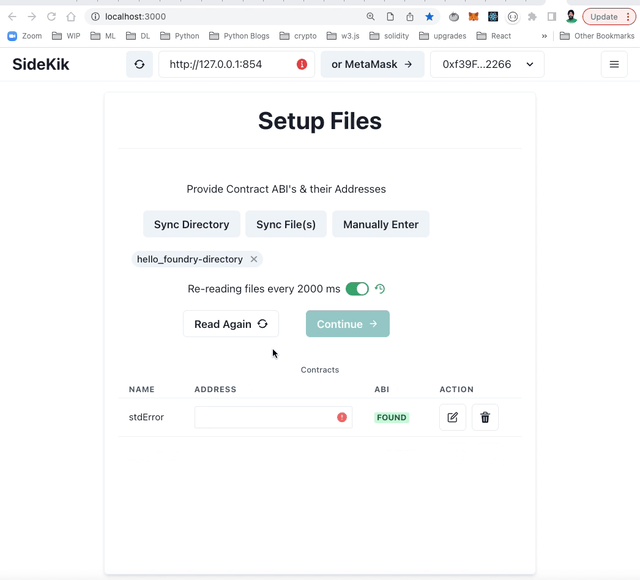 localhost:3000
Update
Zoom WIP ML DL Python Python Blogs crypto w3.js solidity upgrades React » Other Bookmarks
SideKik http://127.0.0.1:854 or MetaMask → 0xf39F...2266
Setup Files
Provide Contract ABI's & their Addresses
Sync Directory Sync File(s) Manually Enter
hello_foundry-directory
Re-reading files every 2000 ms
Read Again Continue →
Contracts
NAME ADDRESS ABI ACTION
stdError FOUND